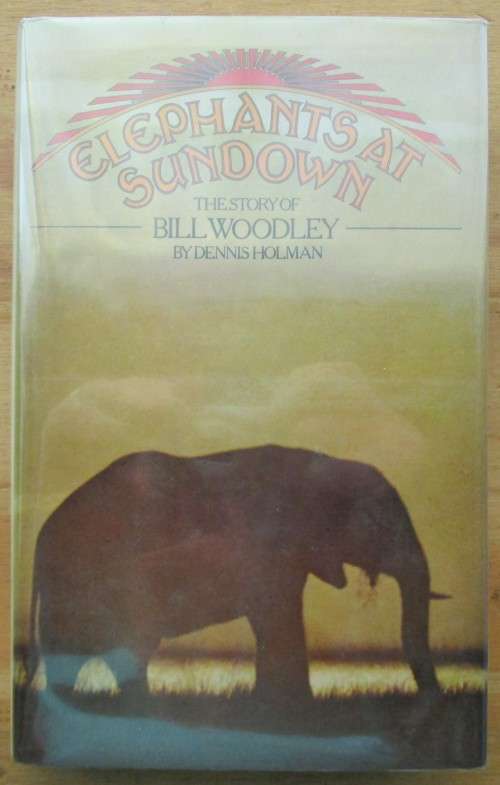 ELEPHANTS AT
SUNDOWN
THE STORY OF
BILL WOODLEY
BY DENNIS HOLMAN